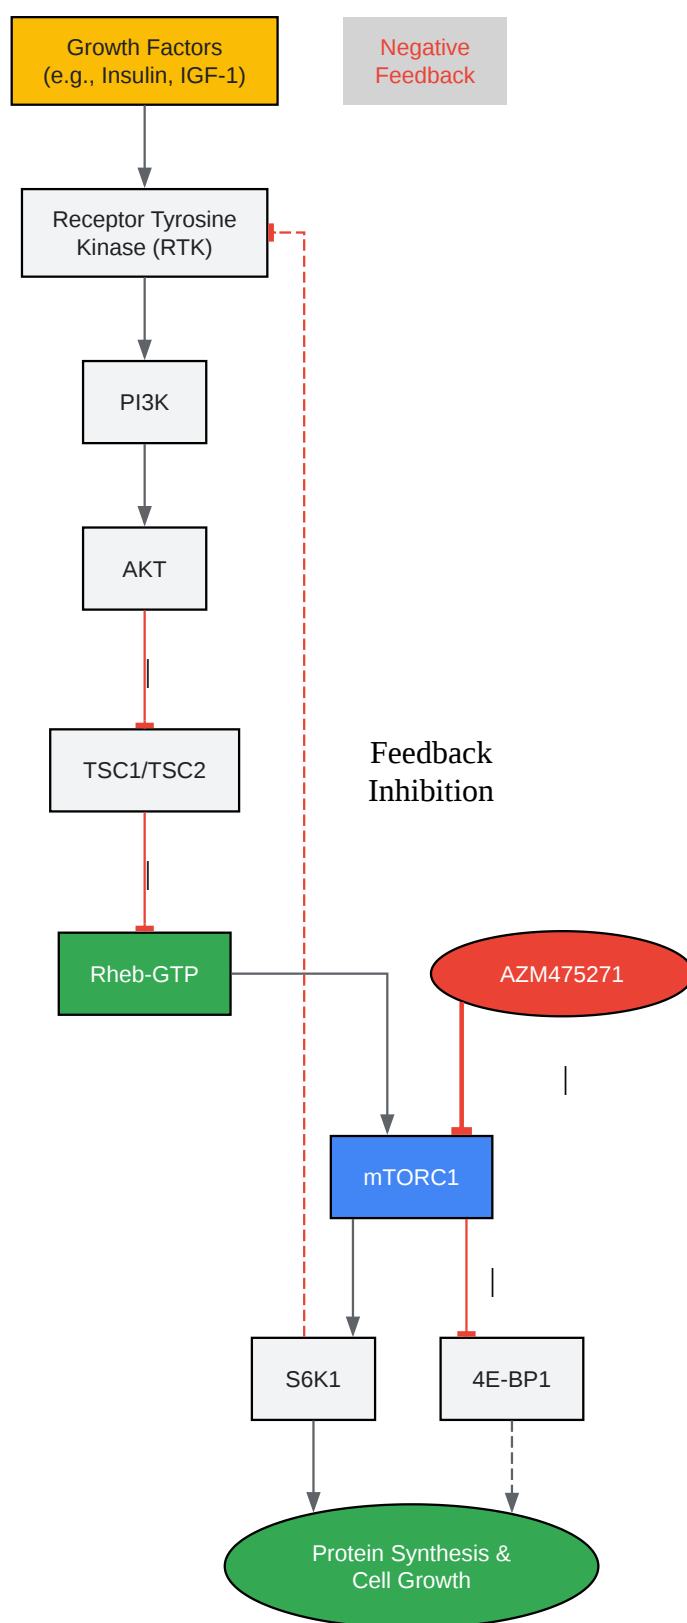 Growth Factors
(e.g., Insulin, IGF-1)
Negative
Feedback
Receptor Tyrosine
Kinase (RTK)
PI3K
AKT
|
TSC1/TSC2
Feedback
Inhibition
|
Rheb-GTP
AZM475271
|
mTORC1
|
S6K1
4E-BP1
Protein Synthesis &
Cell Growth